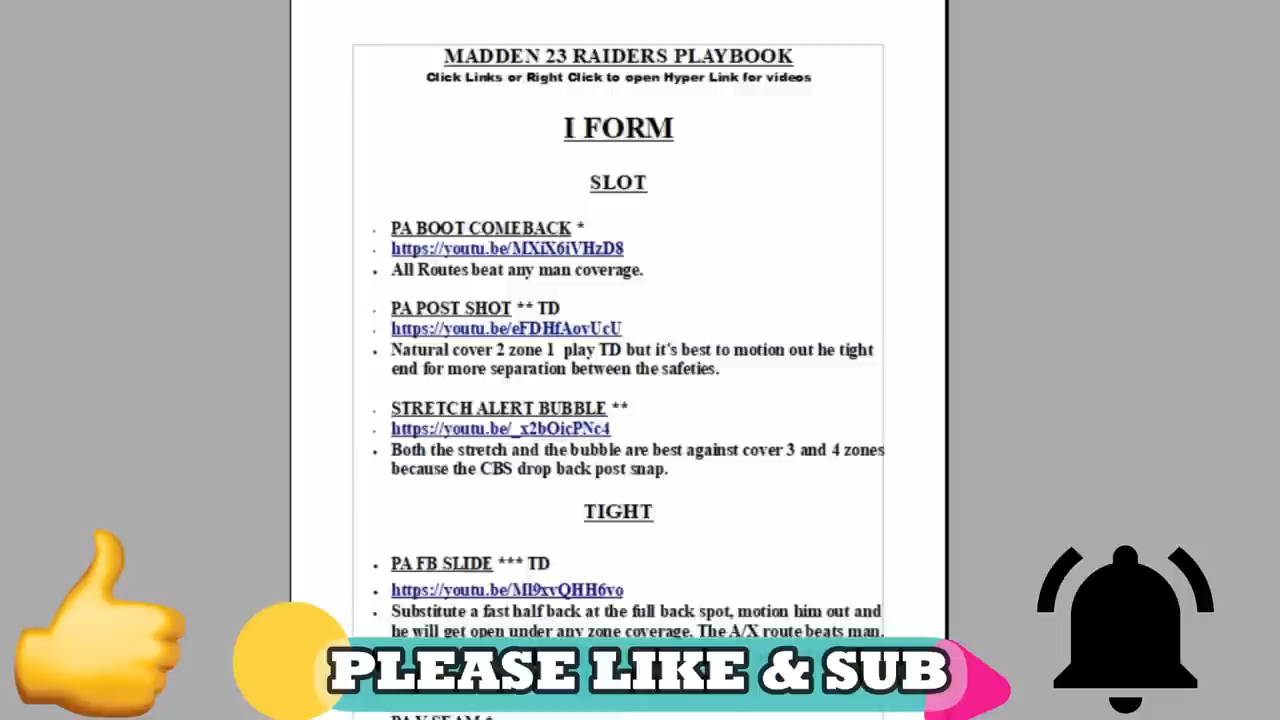 MADDEN 23 RAIDERS PLAYBOOK
Click Links or Right Click to open Hyper Link for videos
I FORM
SLOT
PA BOOT COMEBACK *
https://youtu.be/MXiX6iVHzD8
All Routes beat any man coverage.
PA POST SHOT ** TD
https://youtu.be/eFDHfAovUcU
Natural cover 2 zone 1 play TD but it's best to motion out he tight
end for more separation between the safeties.
STRETCH ALERT BUBBLE **
https://youtu.be/_x2bOicPNc4
Both the stretch and the bubble are best against cover 3 and 4 zones
because the CBS drop back post snap.
TIGHT
PA FB SLIDE *** TD
https://youtu.be/Ml9xvQHH6vo
Substitute a fast half back at the full back spot, motion him out and
he will get open under any zone coverage. The A/X route beats man.
PLEASE LIKE & SUB